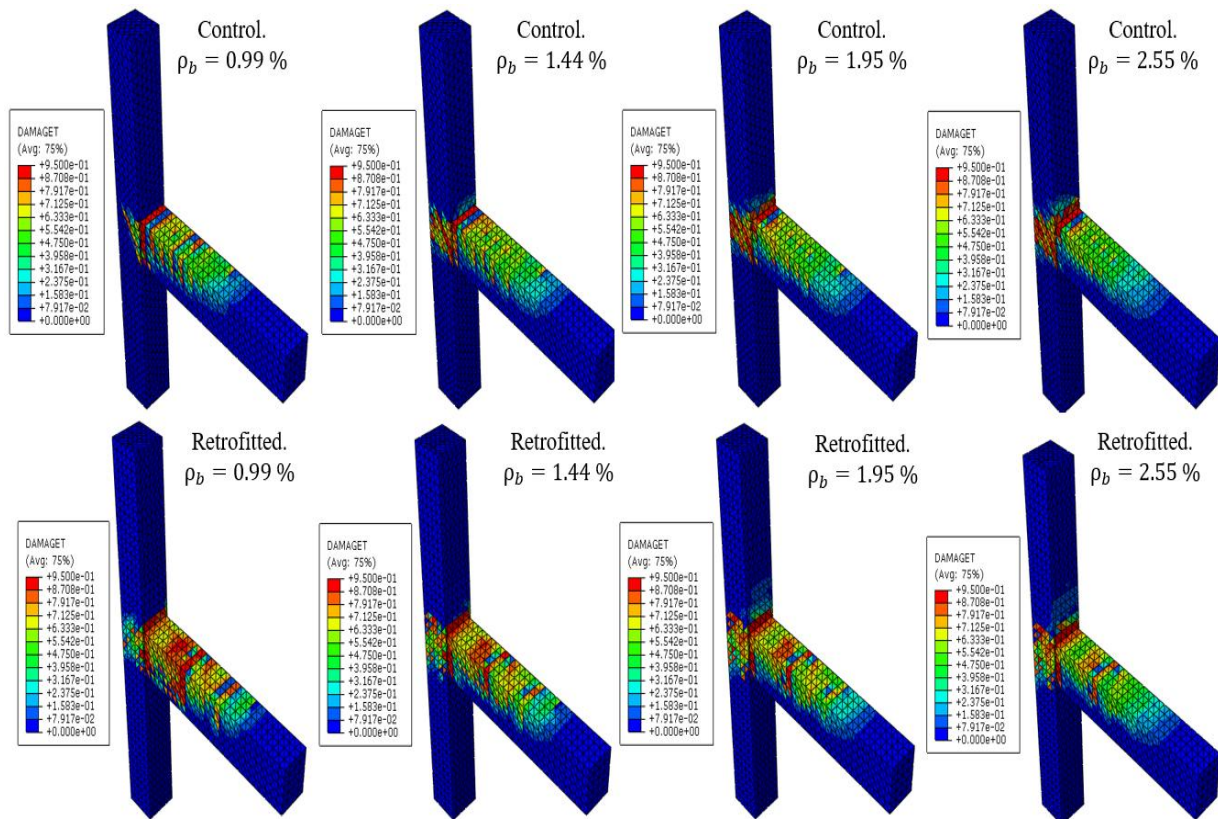 Control.
ρ_b = 0.99 %
DAMAGET
(Avg: 75%)
+9.500e-01
+8.708e-01
+7.917e-01
+7.125e-01
+6.333e-01
+5.542e-01
+4.750e-01
+3.958e-01
+3.167e-01
+2.375e-01
+1.583e-01
+7.917e-02
+0.000e+00
Control.
ρ_b = 1.44 %
DAMAGET
(Avg: 75%)
+9.500e-01
+8.708e-01
+7.917e-01
+7.125e-01
+6.333e-01
+5.542e-01
+4.750e-01
+3.958e-01
+3.167e-01
+2.375e-01
+1.583e-01
+7.917e-02
+0.000e+00
Control.
ρ_b = 1.95 %
DAMAGET
(Avg: 75%)
+9.500e-01
+8.708e-01
+7.917e-01
+7.125e-01
+6.333e-01
+5.542e-01
+4.750e-01
+3.958e-01
+3.167e-01
+2.375e-01
+1.583e-01
+7.917e-02
+0.000e+00
Control.
ρ_b = 2.55 %
DAMAGET
(Avg: 75%)
+9.500e-01
+8.708e-01
+7.917e-01
+7.125e-01
+6.333e-01
+5.542e-01
+4.750e-01
+3.958e-01
+3.167e-01
+2.375e-01
+1.583e-01
+7.917e-02
+0.000e+00
Retrofitted.
ρ_b = 0.99 %
DAMAGET
(Avg: 75%)
+9.500e-01
+8.708e-01
+7.917e-01
+7.125e-01
+6.333e-01
+5.542e-01
+4.750e-01
+3.958e-01
+3.167e-01
+2.375e-01
+1.583e-01
+7.917e-02
+0.000e+00
Retrofitted.
ρ_b = 1.44 %
DAMAGET
(Avg: 75%)
+9.500e-01
+8.708e-01
+7.917e-01
+7.125e-01
+6.333e-01
+5.542e-01
+4.750e-01
+3.958e-01
+3.167e-01
+2.375e-01
+1.583e-01
+7.917e-02
+0.000e+00
Retrofitted.
ρ_b = 1.95 %
DAMAGET
(Avg: 75%)
+9.500e-01
+8.708e-01
+7.917e-01
+7.125e-01
+6.333e-01
+5.542e-01
+4.750e-01
+3.958e-01
+3.167e-01
+2.375e-01
+1.583e-01
+7.917e-02
+0.000e+00
Retrofitted.
ρ_b = 2.55 %
DAMAGET
(Avg: 75%)
+9.500e-01
+8.708e-01
+7.917e-01
+7.125e-01
+6.333e-01
+5.542e-01
+4.750e-01
+3.958e-01
+3.167e-01
+2.375e-01
+1.583e-01
+7.917e-02
+0.000e+00